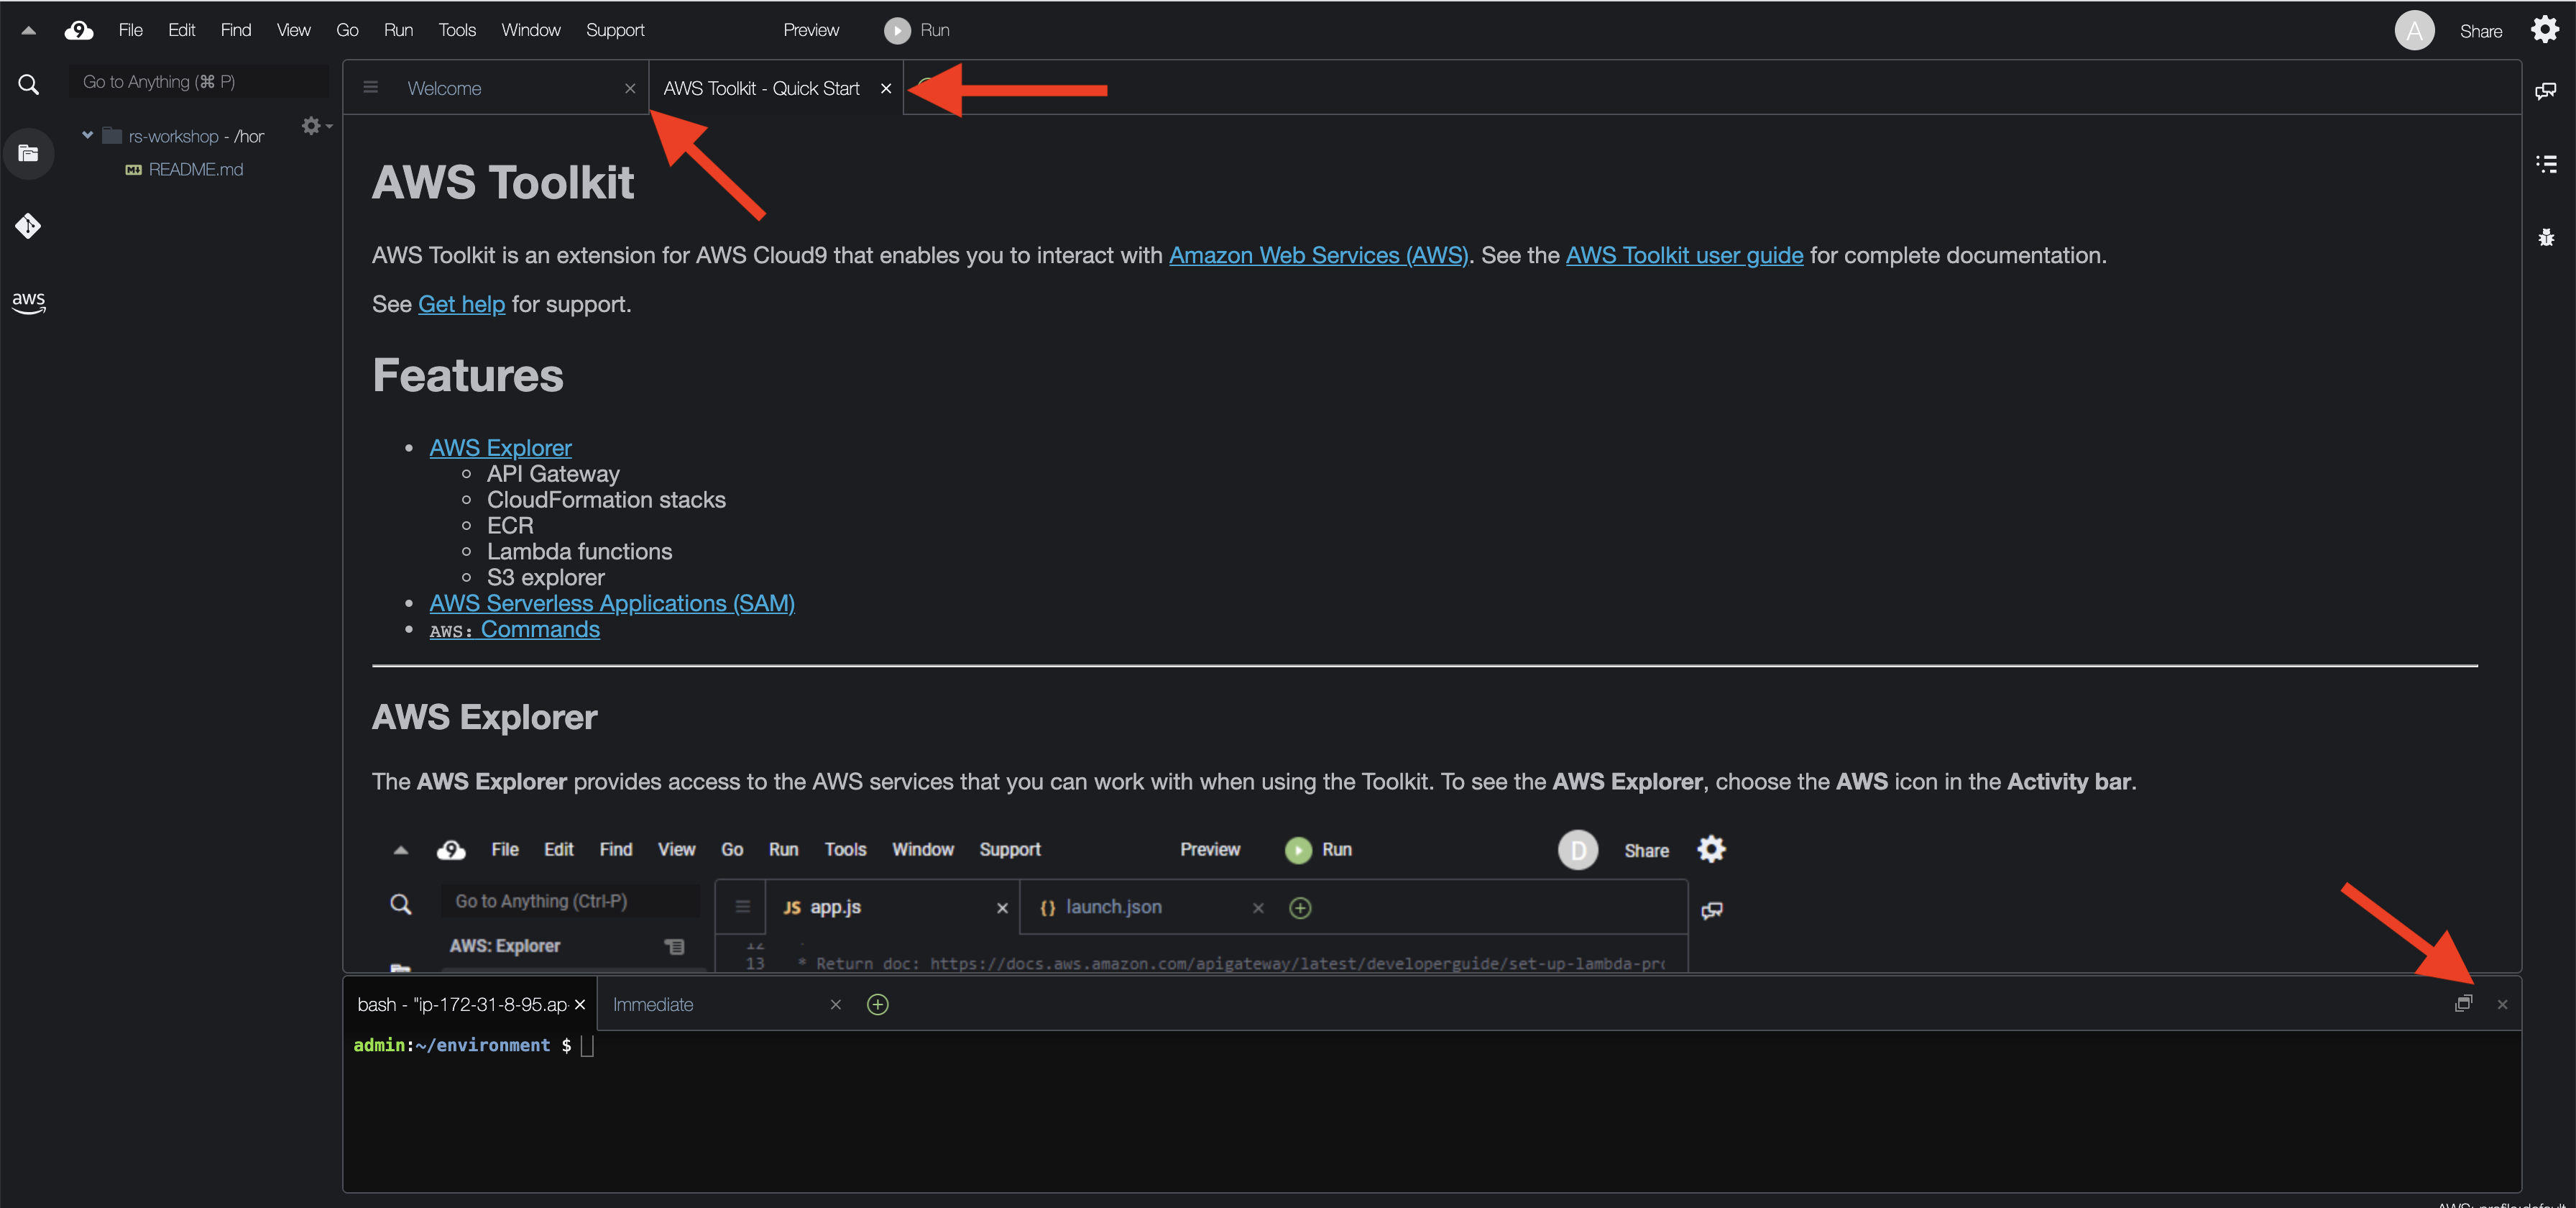 File Edit Find View Go Run Tools Window Support Preview Run A Share
Go to Anything (⌘ P)
Welcome
AWS Toolkit - Quick Start
rs-workshop - /hor
README.md
aws
AWS Toolkit
AWS Toolkit is an extension for AWS Cloud9 that enables you to interact with Amazon Web Services (AWS). See the AWS Toolkit user guide for complete documentation.
See Get help for support.
Features
• AWS Explorer
API Gateway
CloudFormation stacks
ECR
Lambda functions
S3 explorer
• AWS Serverless Applications (SAM)
• AWS: Commands
AWS Explorer
The AWS Explorer provides access to the AWS services that you can work with when using the Toolkit. To see the AWS Explorer, choose the AWS icon in the Activity bar.
9 File Edit Find View Go Run Tools Window Support Preview Run D Share
Go to Anything (Ctrl-P)
JS app.js
{} launch.json
AWS: Explorer
12
13 * Return doc: https://docs.aws.amazon.com/apigateway/latest/developerguide/set-up-lambda-pro
bash - "ip-172-31-8-95.ap-
Immediate
admin:~/environment $
AWS: profile:default